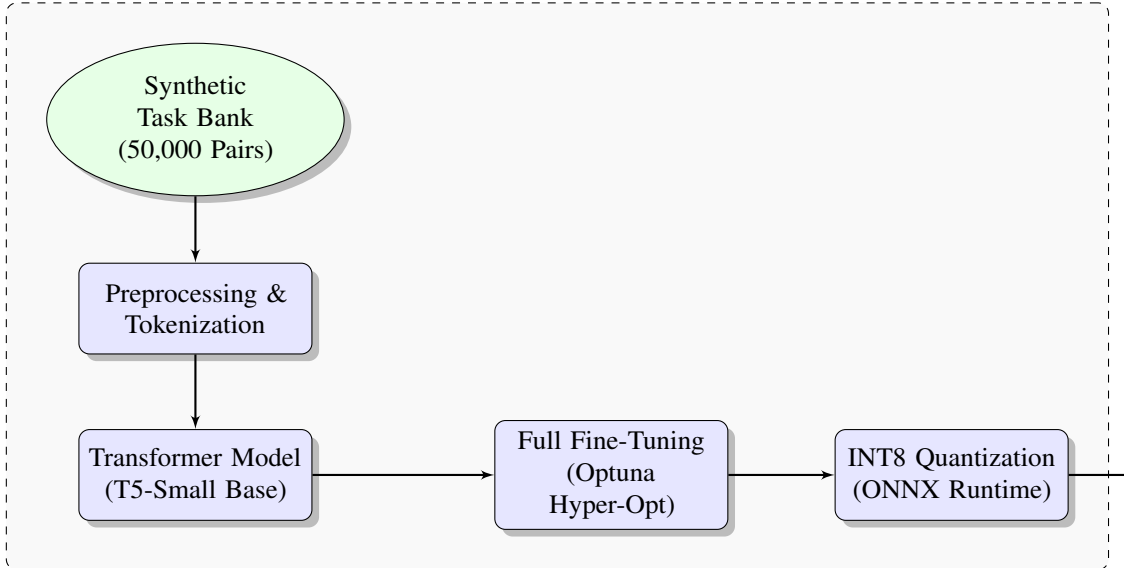 Synthetic
Task Bank
(50,000 Pairs)
Preprocessing &
Tokenization
Transformer Model
(T5-Small Base)
Full Fine-Tuning
(Optuna
Hyper-Opt)
INT8 Quantization
(ONNX Runtime)